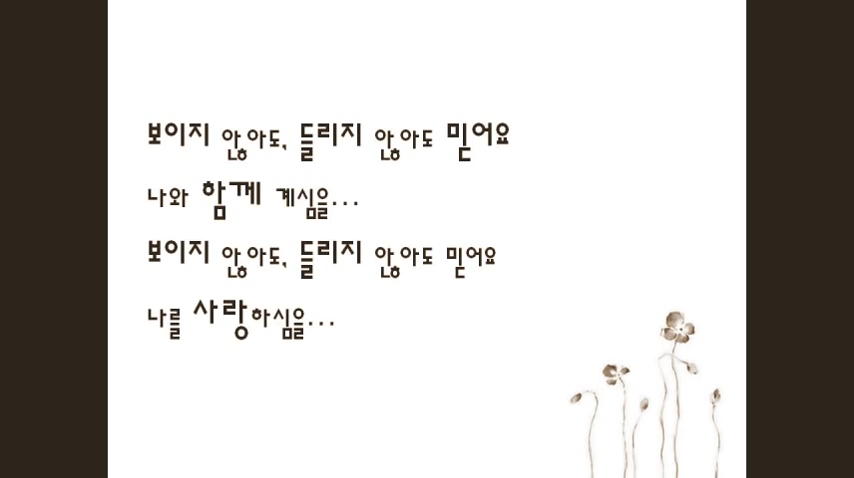 보이지 않아도, 들리지 않아도 믿어요
나와 함께 계심을...
보이지 않아도, 들리지 않아도 믿어요
나를 사랑하심을...